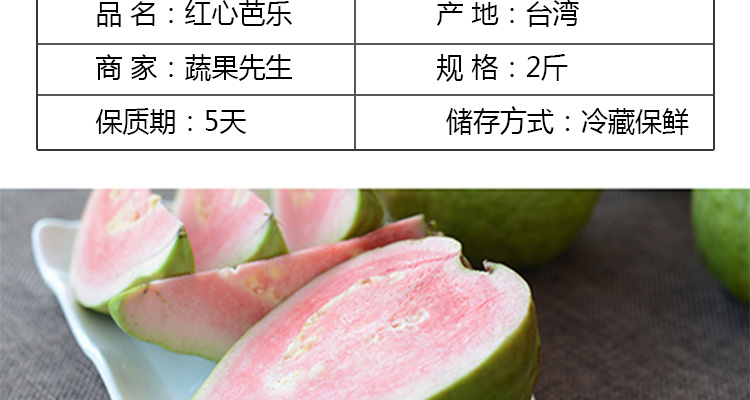 品 名：红心芭乐
产 地：台湾
商 家：蔬果先生
规 格：2斤
保质期：5天
储存方式：冷藏保鲜